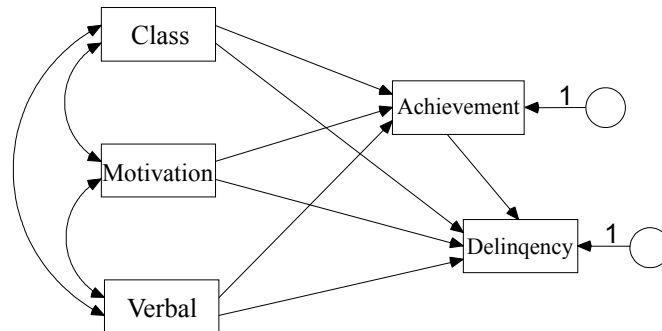 Class
Achievement
1
Motivation
Delinqency
1
Verbal